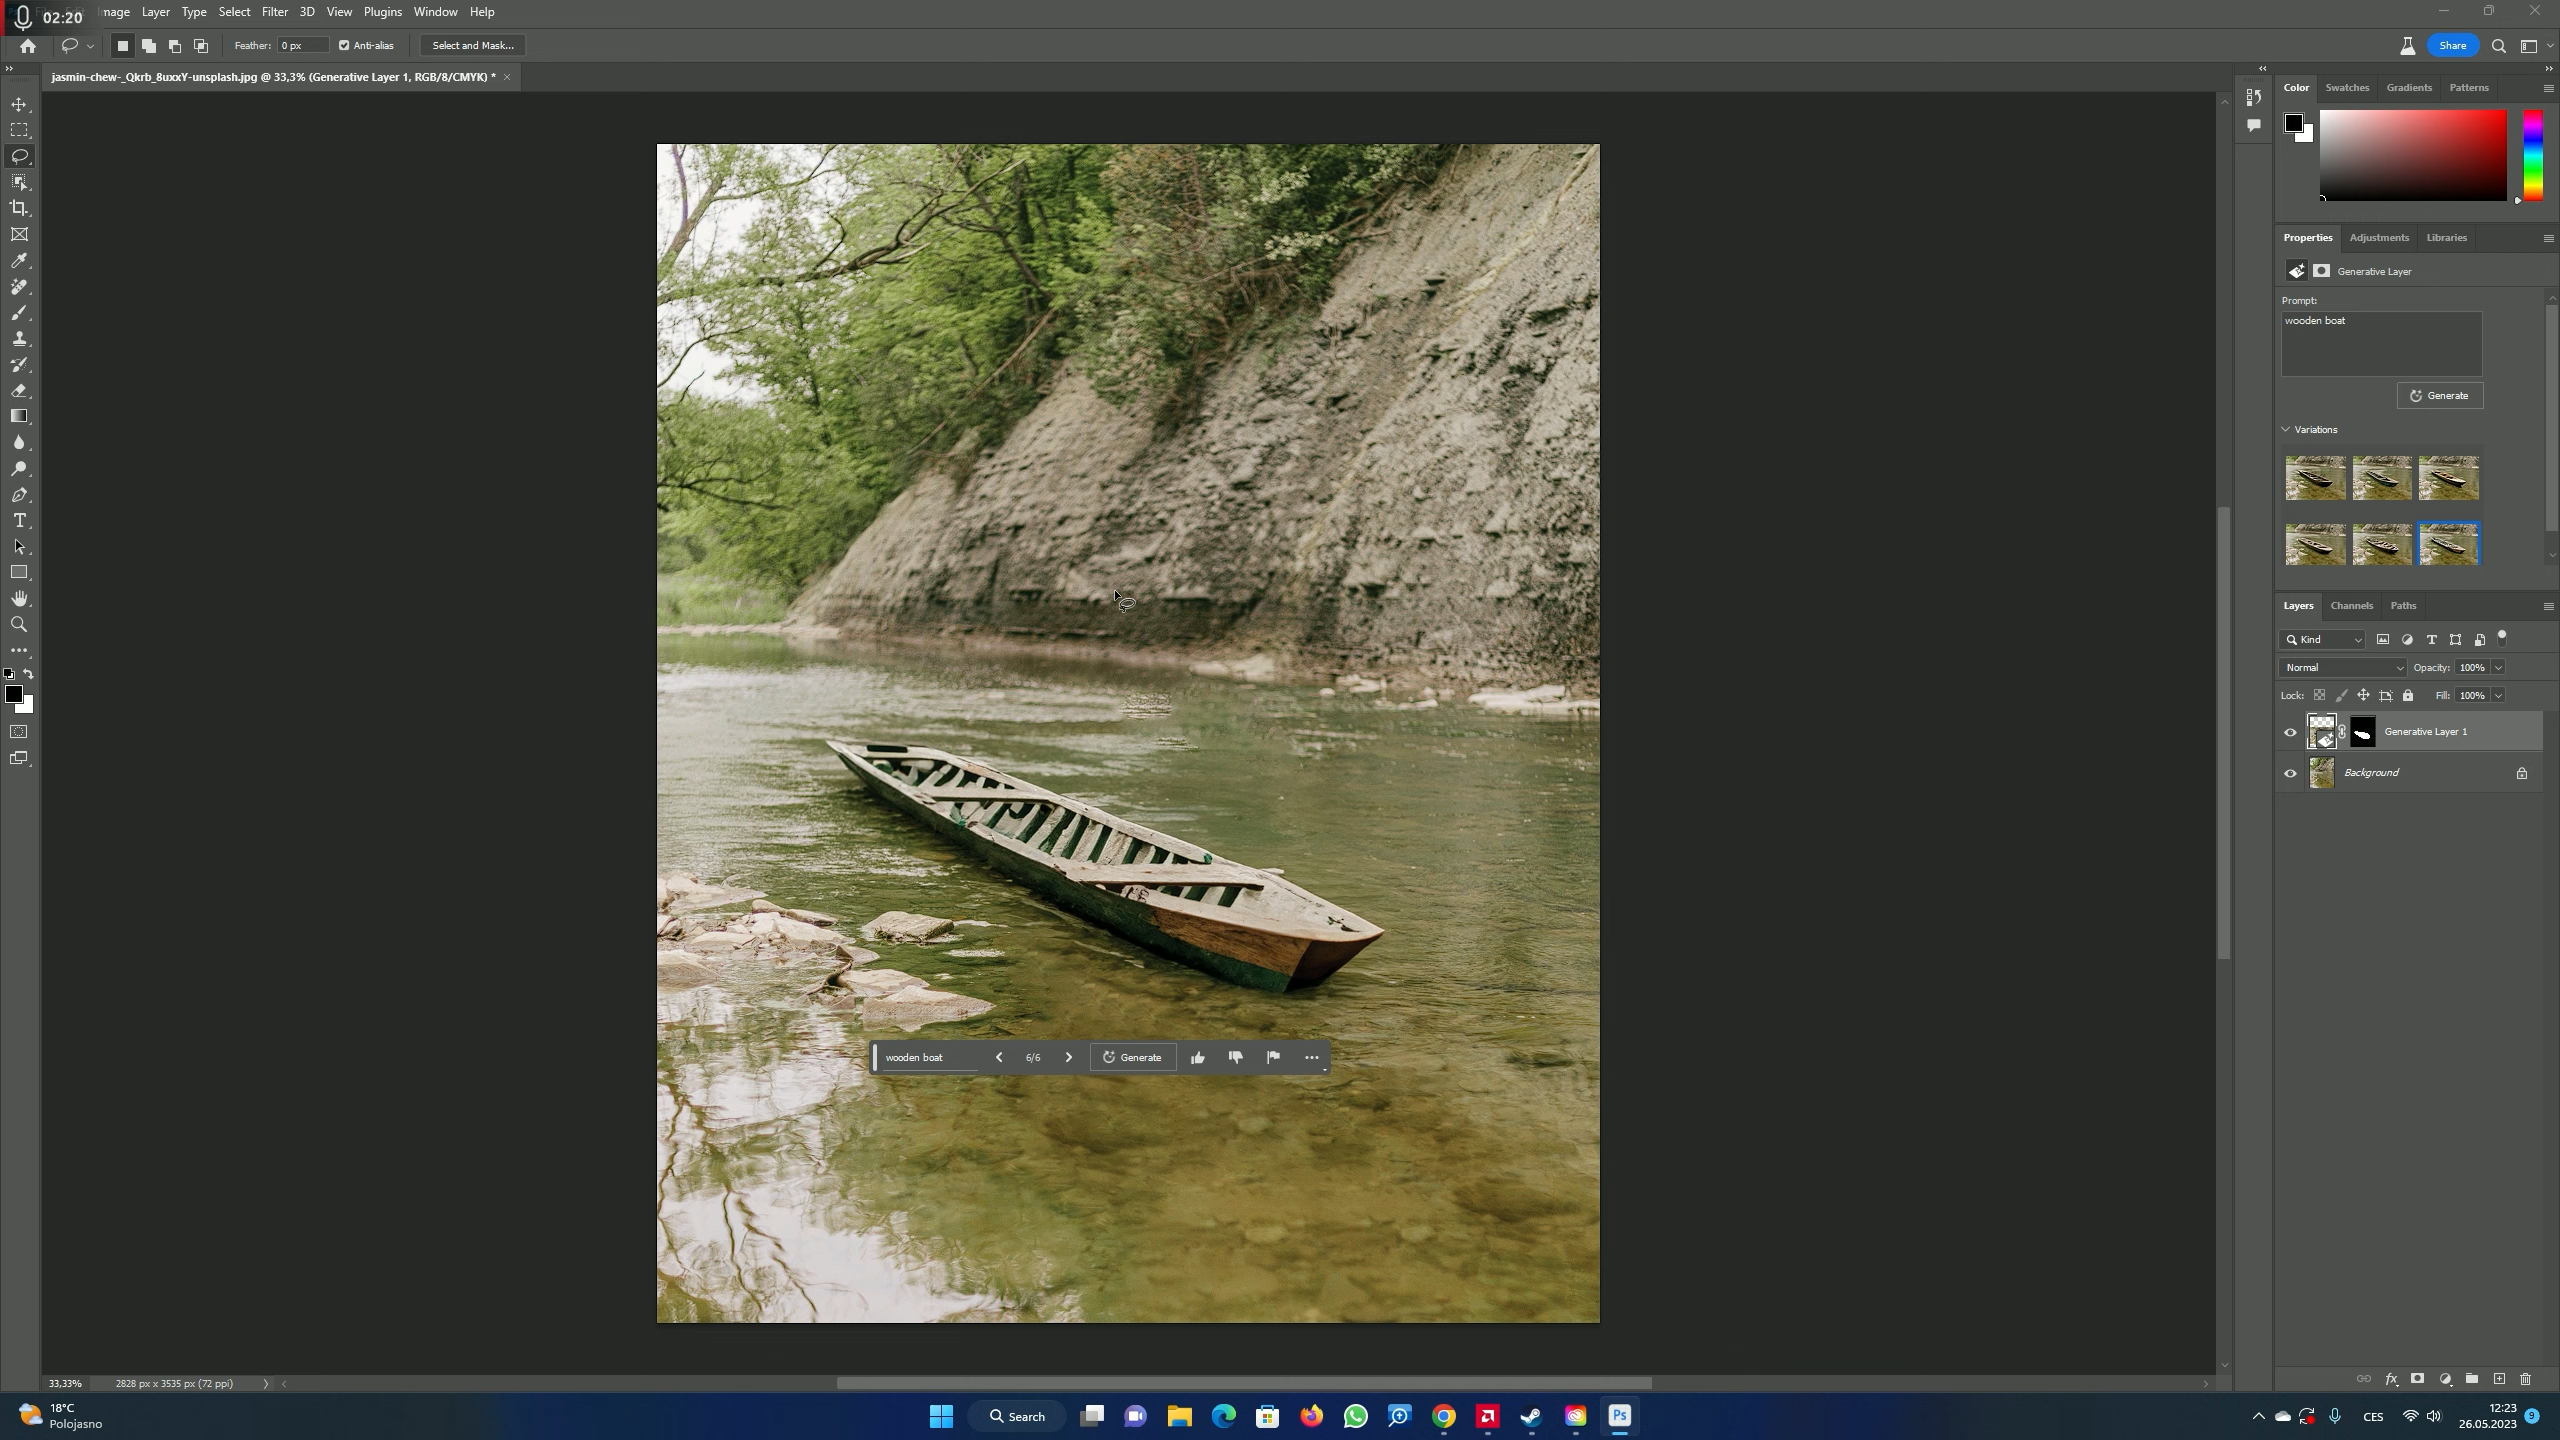 02:20
mage Layer Type Select Filter 3D View Plugins Window Help
Feather: 0 px Anti-alias Select and Mask... Share
jasmin-chew-_Qkrb_8uxxY-unsplash.jpg @ 33,3% (Generative Layer 1, RGB/8/CMYK) *
Color Swatches Gradients Patterns
Properties Adjustments Libraries
Generative Layer
Prompt:
wooden boat
Generate
Variations
Layers Channels Paths
Kind
Normal Opacity: 100%
Lock: Fill: 100%
Generative Layer 1
Background
wooden boat 6/6 Generate
33,33% 2828 px x 3535 px (72 ppi)
18°C
Polojasno
Search
Ps
CES
12:23
26.05.2023
9